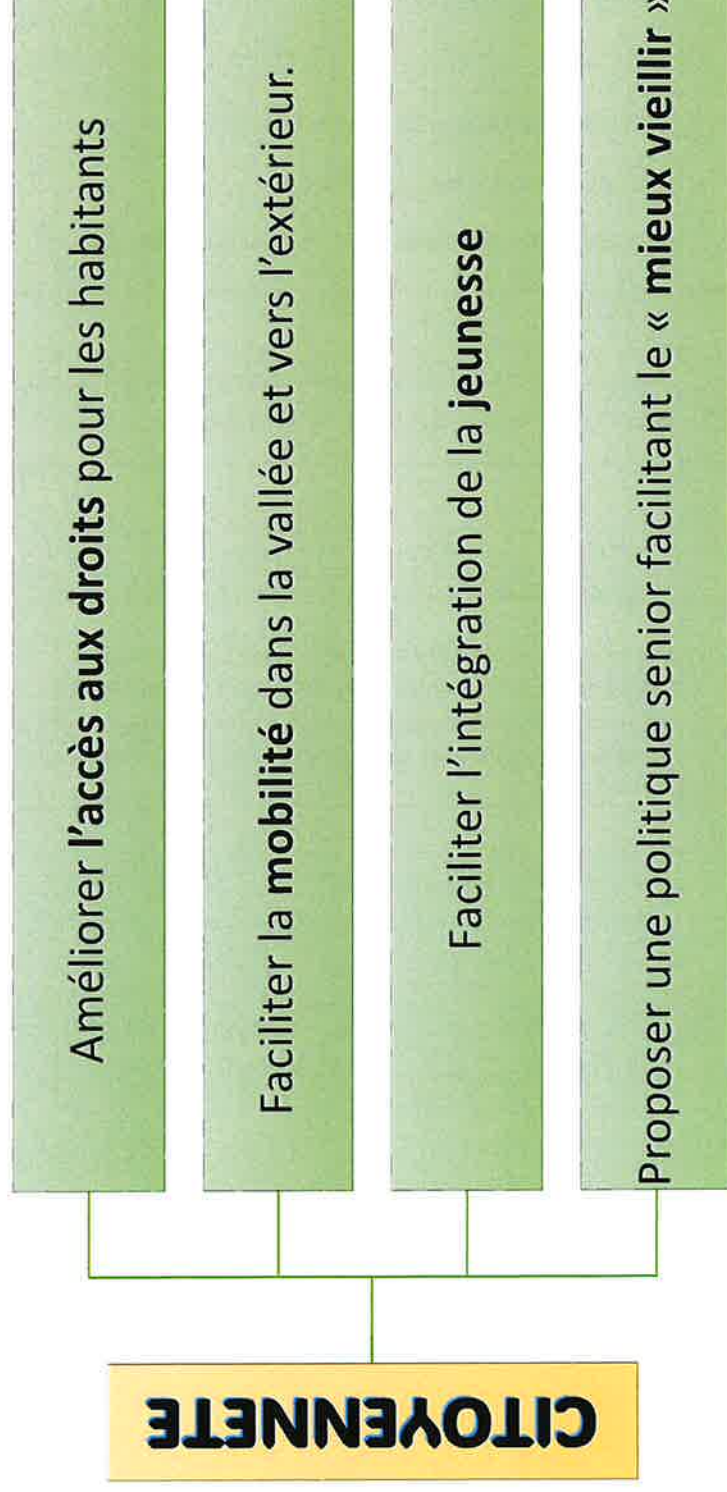 CITOYENNETE
Améliorer l'accès aux droits pour les habitants
Faciliter la mobilité dans la vallée et vers l'extérieur.
Faciliter l'intégration de la jeunesse
Proposer une politique senior facilitant le « mieux vieillir »